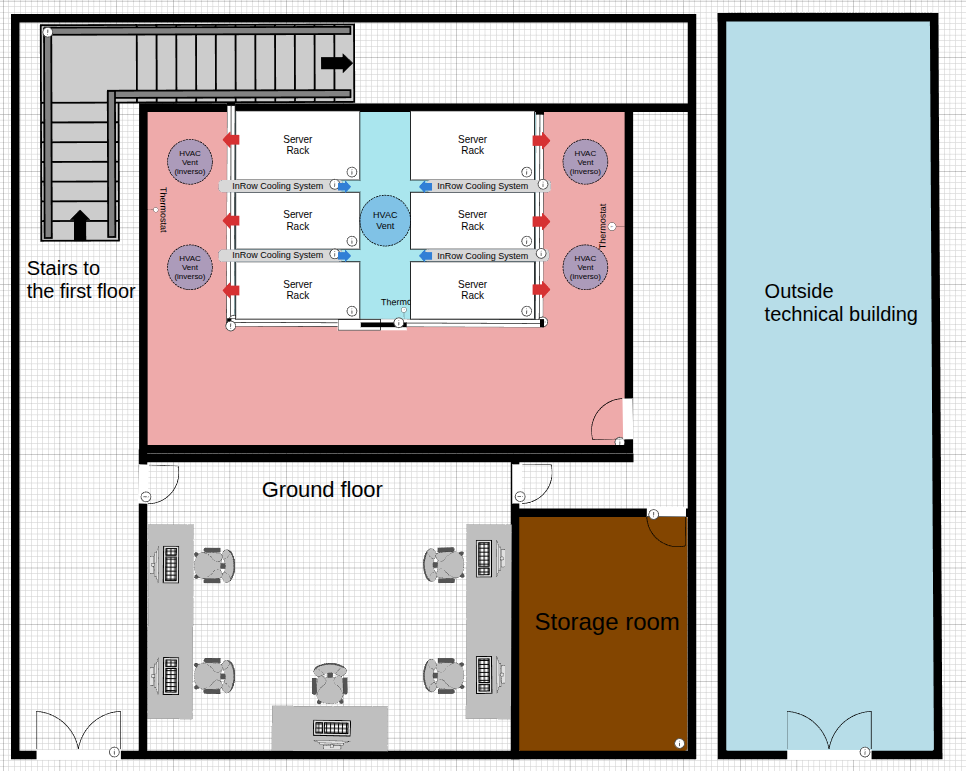 Server
Rack
Server
Rack
HVAC
Vent
(inverso)
HVAC
Vent
(inverso)
InRow Cooling System
InRow Cooling System
Thermostat
Server
Rack
HVAC
Vent
Server
Rack
Thermostat
HVAC
Vent
(inverso)
InRow Cooling System
InRow Cooling System
HVAC
Vent
(inverso)
Server
Rack
Server
Rack
Thermo
Stairs to
the first floor
Outside
technical building
Ground floor
Storage room